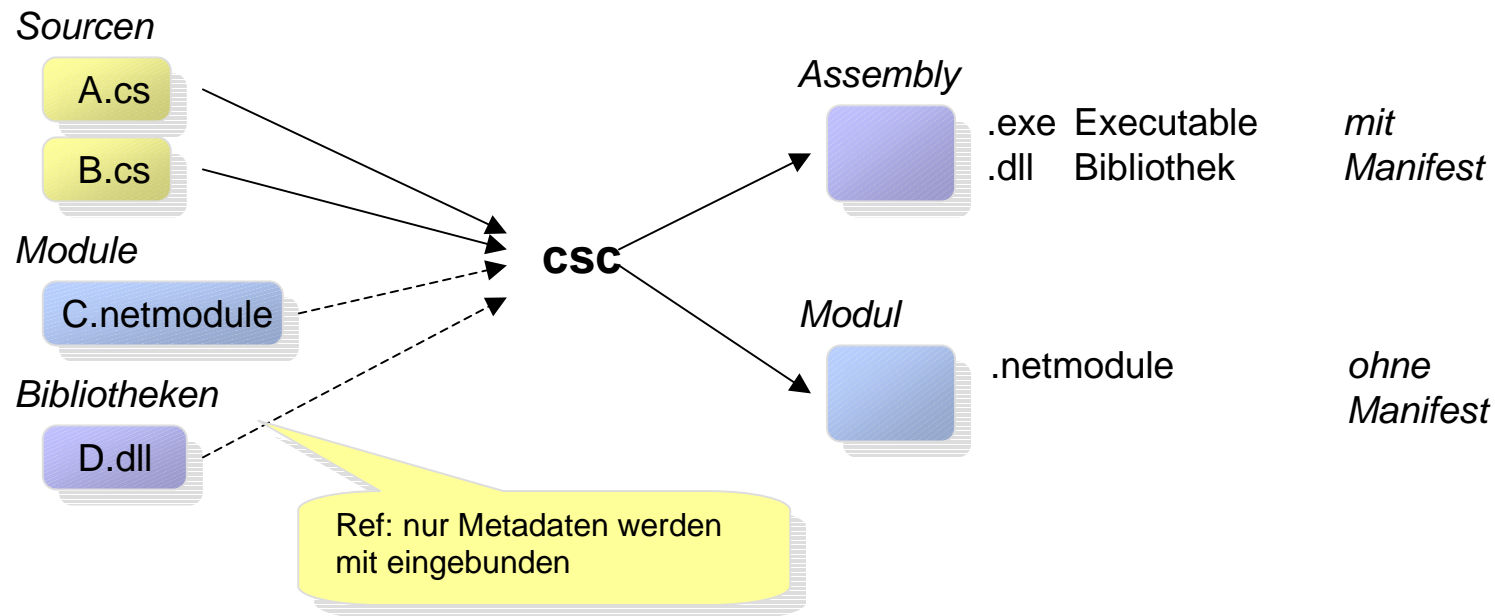 Sourcen
A.cs
B.cs
Module
C.netmodule
Bibliotheken
D.dll
Ref: nur Metadaten werden
mit eingebunden
csc
Assembly
.exe Executable mit
.dll Bibliothek Manifest
Modul
.netmodule ohne
Manifest